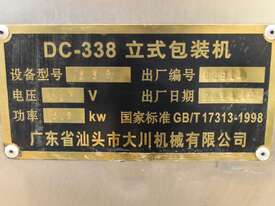 DC-338 立式包装机
设备型号 出厂编号
电压 V 出厂日期
功率 kw 国家标准 GB/T17313-1998
广东省汕头市大川机械有限公司